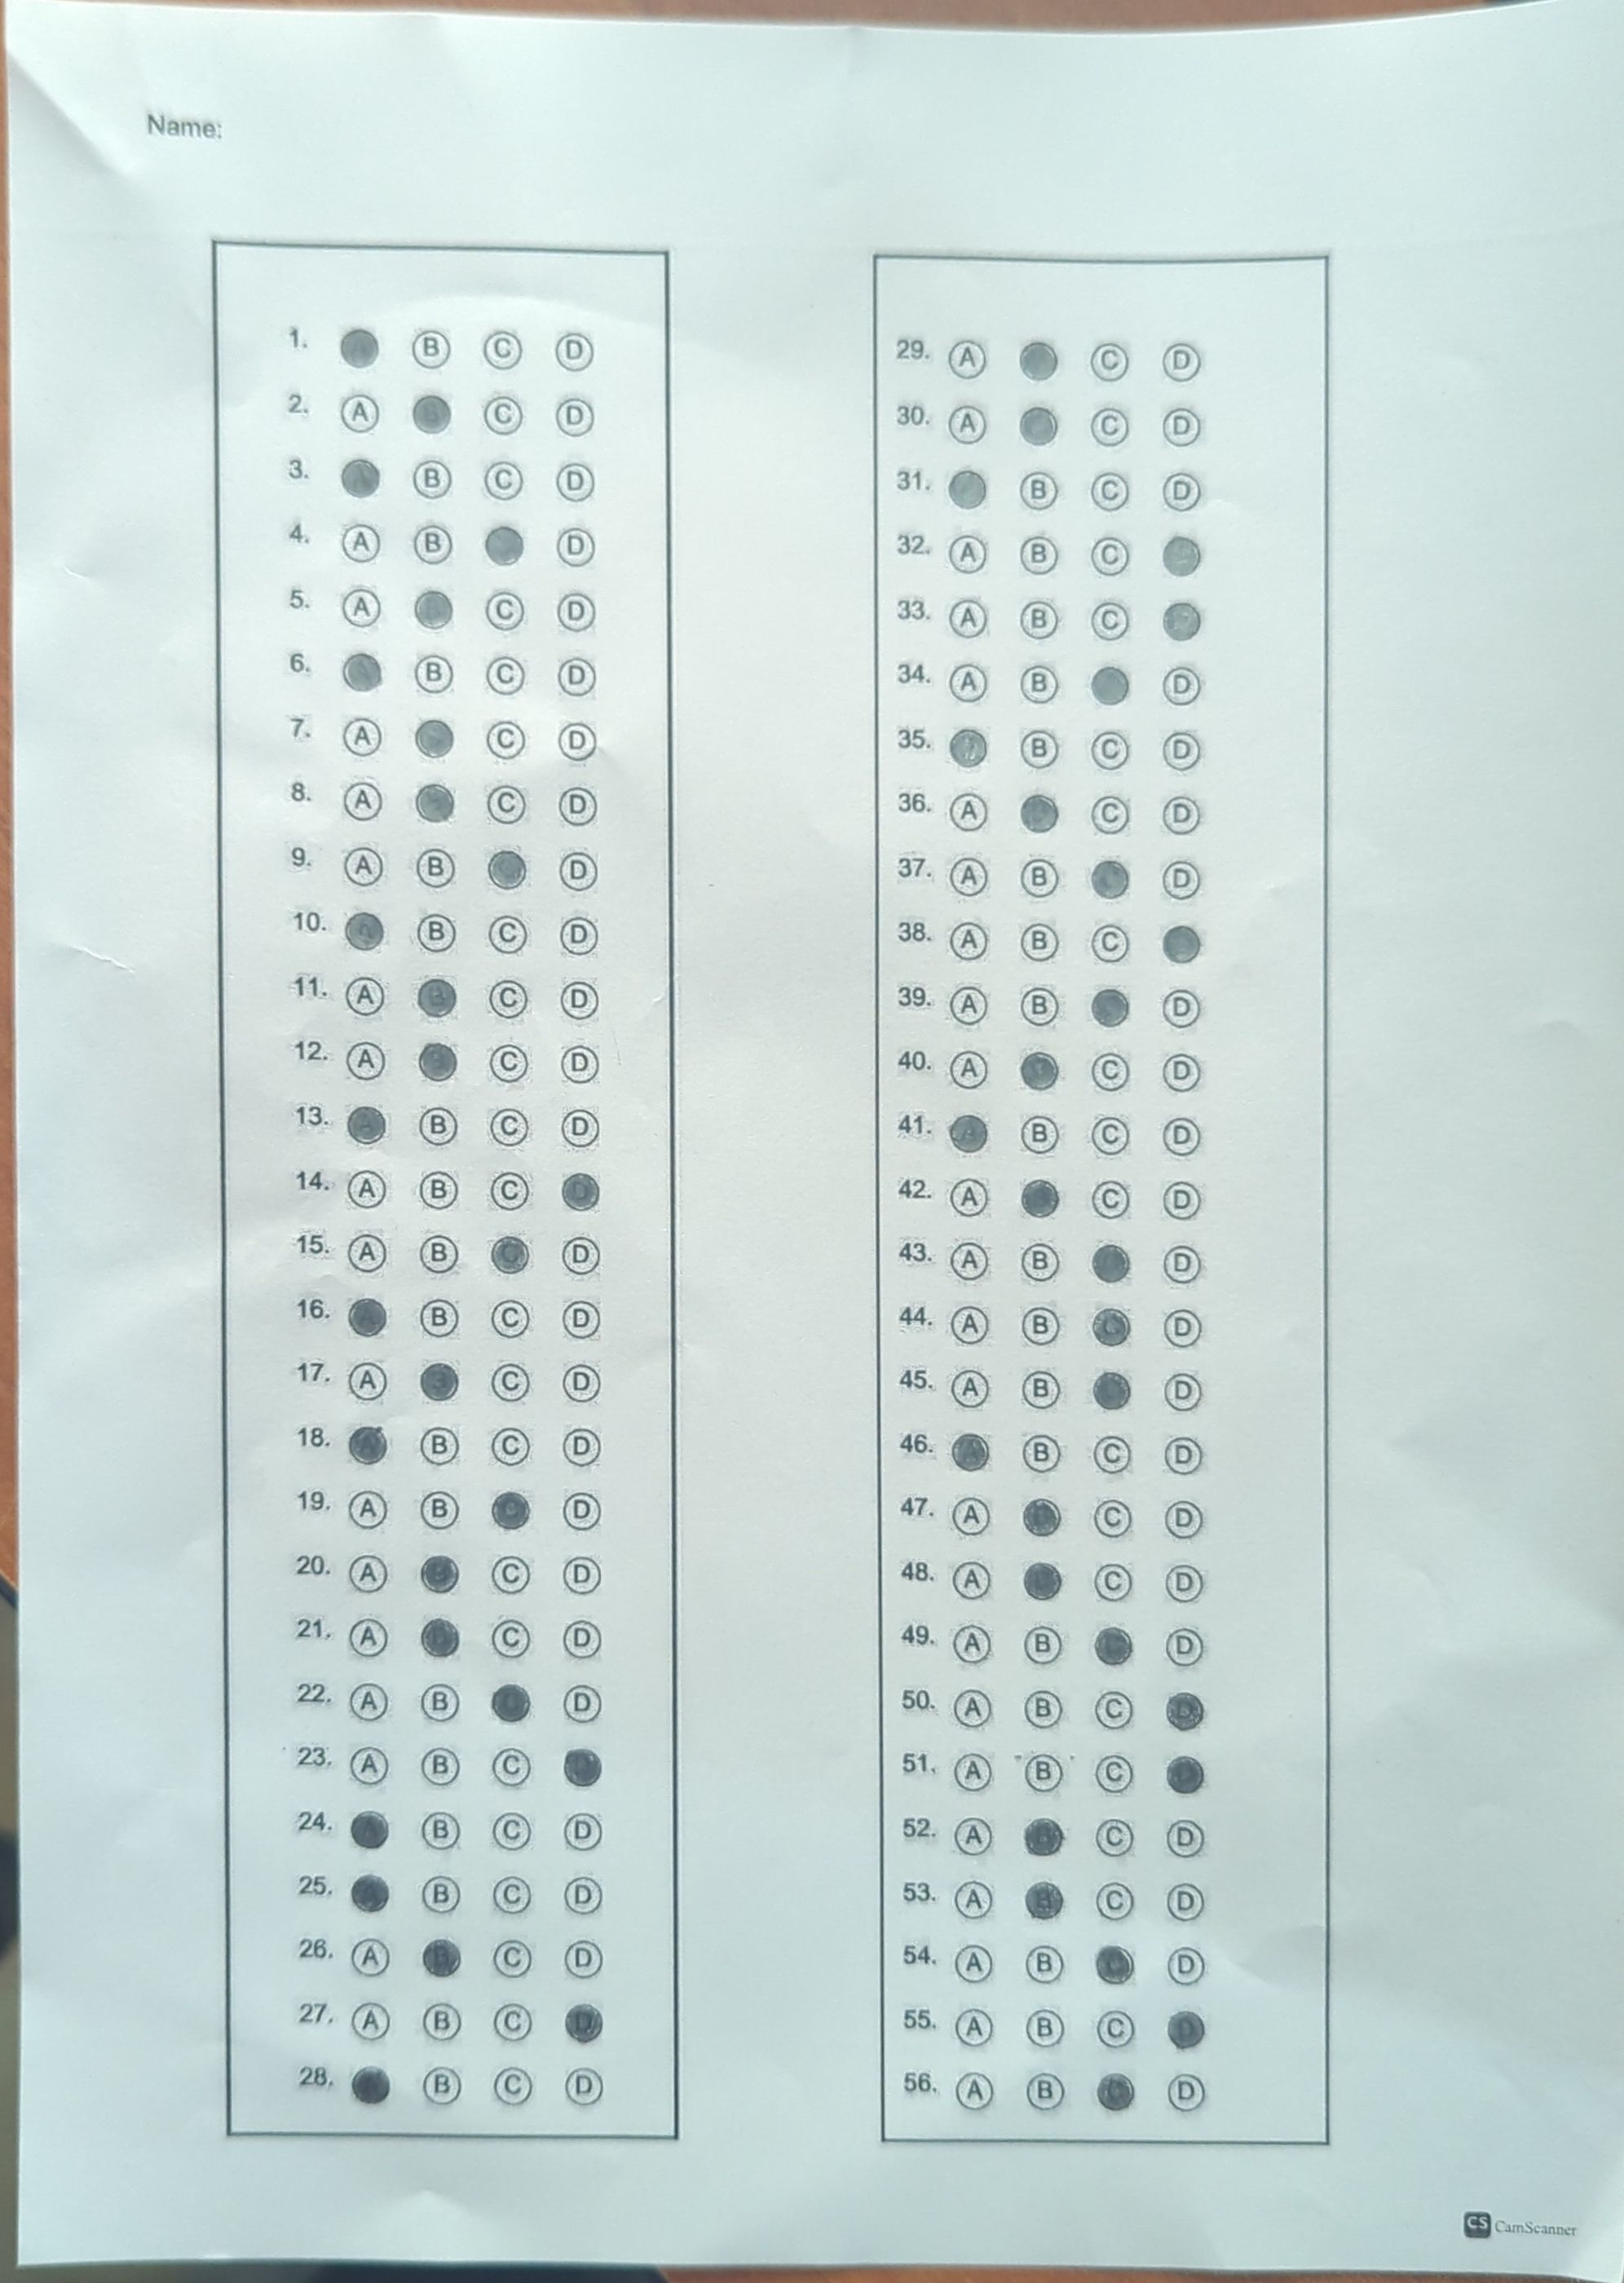 Name:
1. A B C D
2. A B C D
3. A B C D
4. A B C D
5. A B C D
6. A B C D
7. A B C D
8. A B C D
9. A B C D
10. A B C D
11. A B C D
12. A B C D
13. A B C D
14. A B C D
15. A B C D
16. A B C D
17. A B C D
18. A B C D
19. A B C D
20. A B C D
21. A B C D
22. A B C D
23. A B C D
24. A B C D
25. A B C D
26. A B C D
27. A B C D
28. B C D
29. A C D
30. A C D
31. B C D
32. A B C
33. A B C D
34. A B D
35. A B C D
36. A B C D
37. A B C D
38. A B C D
39. A B C D
40. A B C D
41. A B C D
42. A B C D
43. A B C D
44. A B C D
45. A B C D
46. A B C D
47. A B C D
48. A B C D
49. A B C D
50. A B C D
51. A B C D
52. A B C D
53. A B C D
54. A B C D
55. A B C D
56. A B C D
CS CamScanner